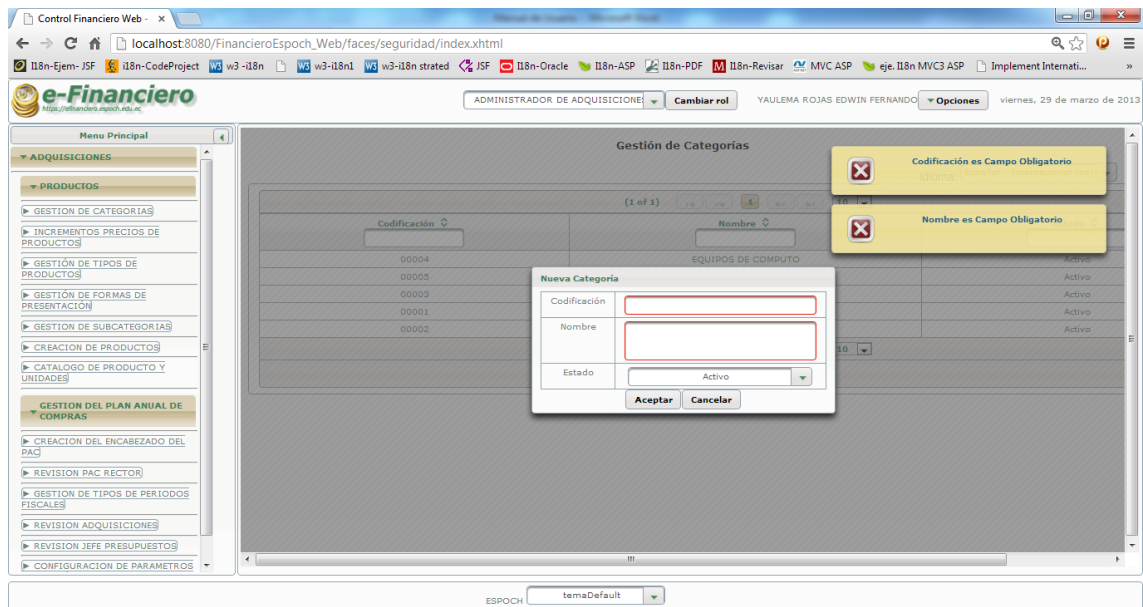 Control Financiero Web -
localhost:8080/FinancieroEspoch_Web/faces/seguridad/index.xhtml
I18n-Ejem- JSF i18n-CodeProject w3 -i18n w3-i18n1 w3-i18n strated JSF I18n-Oracle I18n-ASP I18n-PDF I18n-Revisar MVC ASP eje. I18n MVC3 ASP Implement Internati... »
e-Financiero
https://efinanciero.espoch.edu.ec
ADMINISTRADOR DE ADQUISICIONE Cambiar rol YAULEMA ROJAS EDWIN FERNANDO Opciones viernes, 29 de marzo de 2013
Menu Principal
ADQUISICIONES
PRODUCTOS
GESTION DE CATEGORIAS
INCREMENTOS PRECIOS DE
PRODUCTOS
GESTIÓN DE TIPOS DE
PRODUCTOS
GESTIÓN DE FORMAS DE
PRESENTACIÓN
GESTION DE SUBCATEGORIAS
CREACION DE PRODUCTOS
CATALOGO DE PRODUCTO Y
UNIDADES
GESTION DEL PLAN ANUAL DE
COMPRAS
CREACION DEL ENCABEZADO DEL
PAC
REVISION PAC RECTOR
GESTION DE TIPOS DE PERIODOS
FISCALES
REVISION ADQUISICIONES
REVISION JEFE PRESUPUESTOS
CONFIGURACION DE PARAMETROS
Gestión de Categorías
Idioma:
Codificación es Campo Obligatorio
Nombre es Campo Obligatorio
(1 of 1) 1 10
Codificación Nombre
00004 EQUIPOS DE COMPUTO Activo
00005 Activo
00003 Activo
00001 Activo
00002 Activo
10
Nueva Categoría
Codificación
Nombre
Estado Activo
Aceptar Cancelar
ESPOCH temaDefault